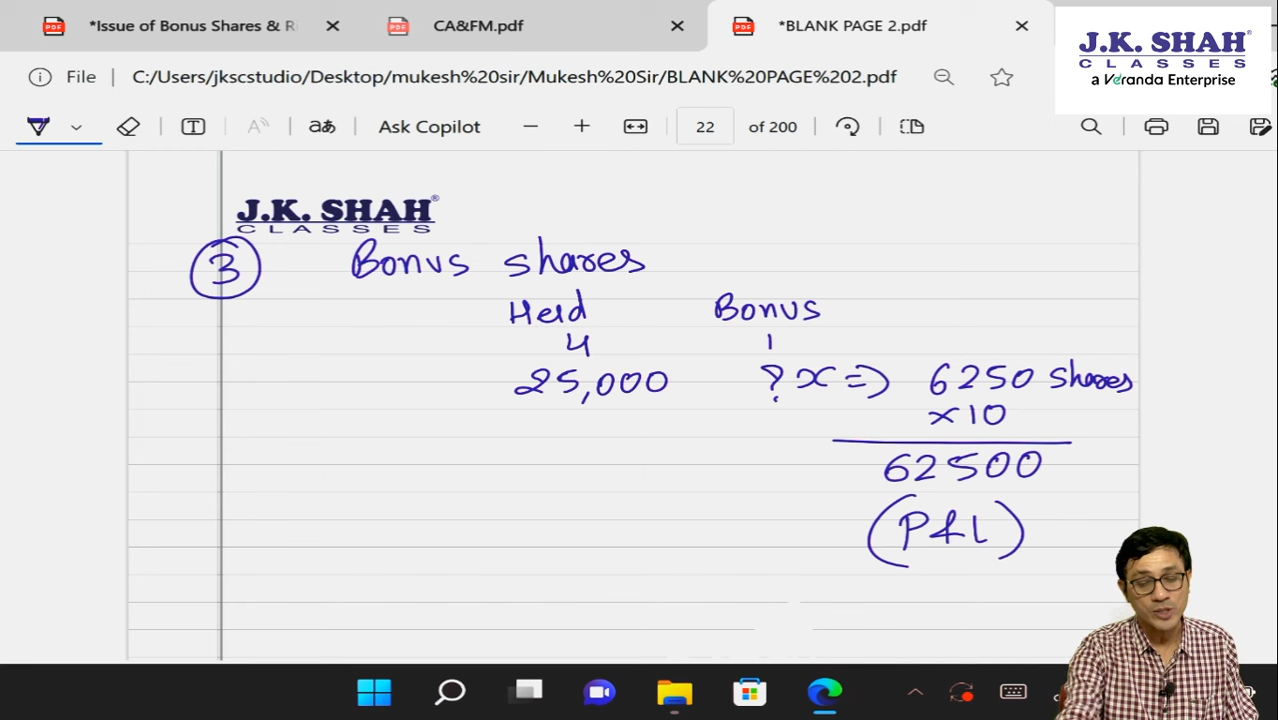 *Issue of Bonus Shares & Ri
CA&FM.pdf
*BLANK PAGE 2.pdf
J.K. SHAH®
CLASSES
a Veranda Enterprise
File
C:/Users/jkscstudio/Desktop/mukesh%20sir/Mukesh%20Sir/BLANK%20PAGE%202.pdf
Ask Copilot
22 of 200
J.K. SHAH®
CLASSES
3 Bonus shares
Held Bonus
4 1
25,000 ? x => 6250 shares
×10
62500
(P&L)